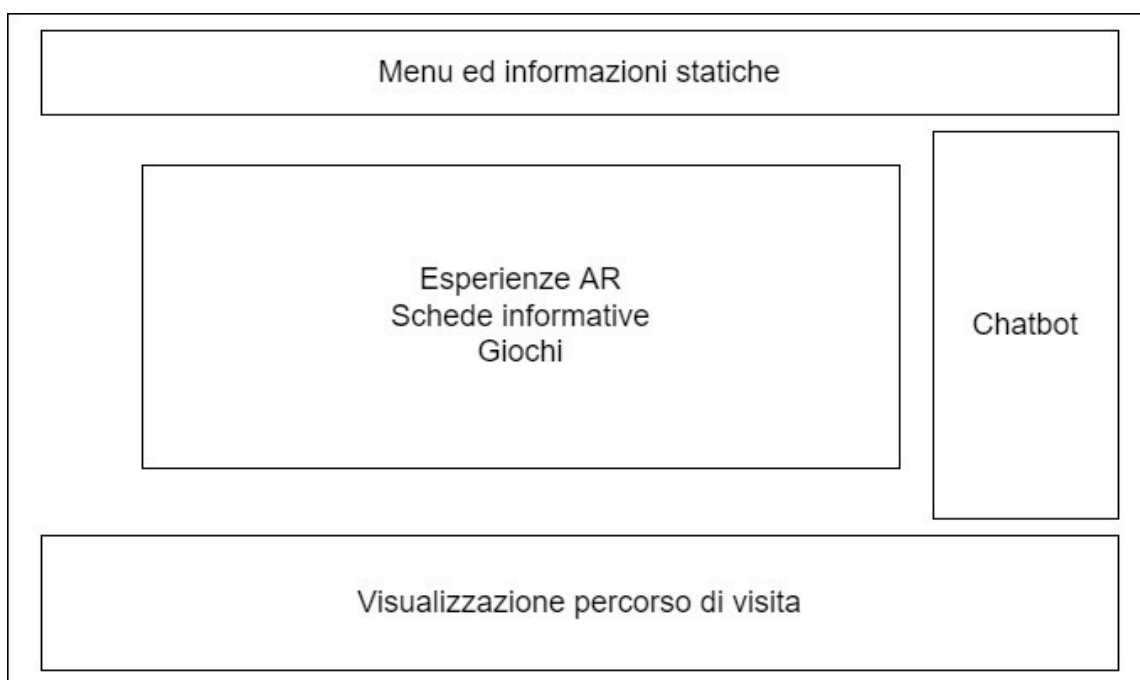 Menu ed informazioni statiche
Esperienze AR
Schede informative
Giochi
Chatbot
Visualizzazione percorso di visita